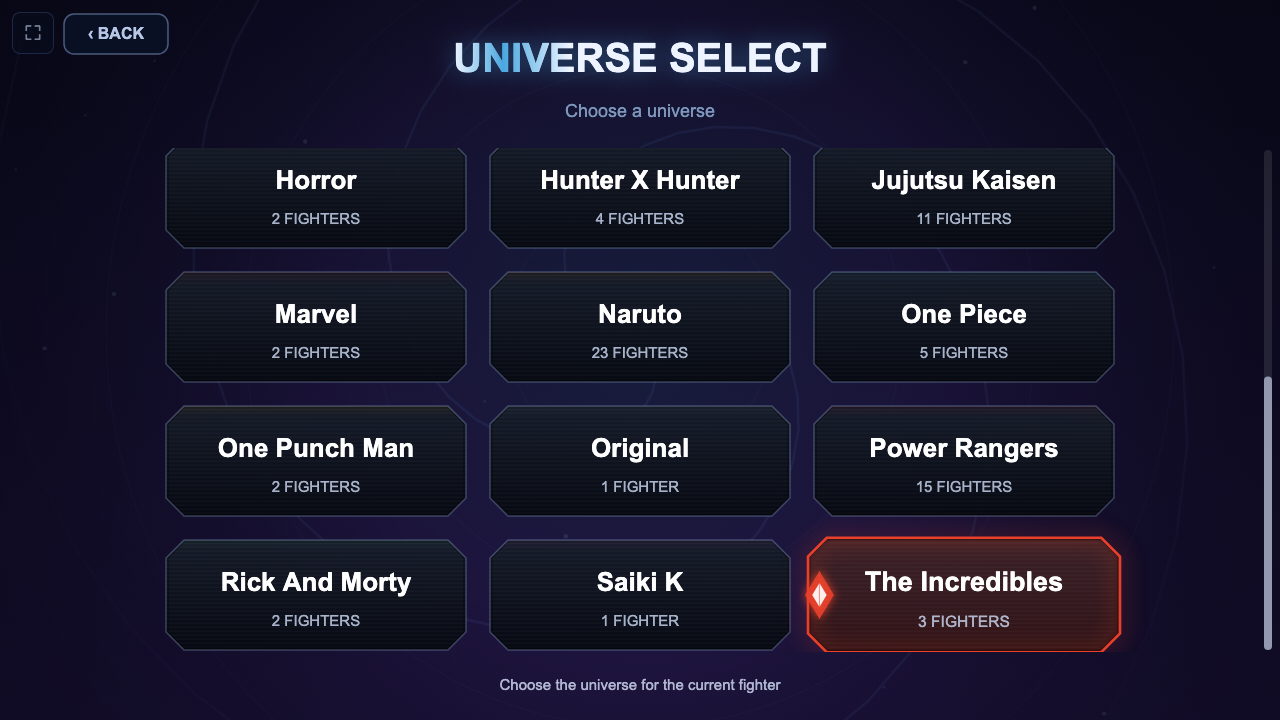 ‹ BACK
UNIVERSE SELECT
Choose a universe
Horror
2 FIGHTERS
Hunter X Hunter
4 FIGHTERS
Jujutsu Kaisen
11 FIGHTERS
Marvel
2 FIGHTERS
Naruto
23 FIGHTERS
One Piece
5 FIGHTERS
One Punch Man
2 FIGHTERS
Original
1 FIGHTER
Power Rangers
15 FIGHTERS
Rick And Morty
2 FIGHTERS
Saiki K
1 FIGHTER
The Incredibles
3 FIGHTERS
Choose the universe for the current fighter